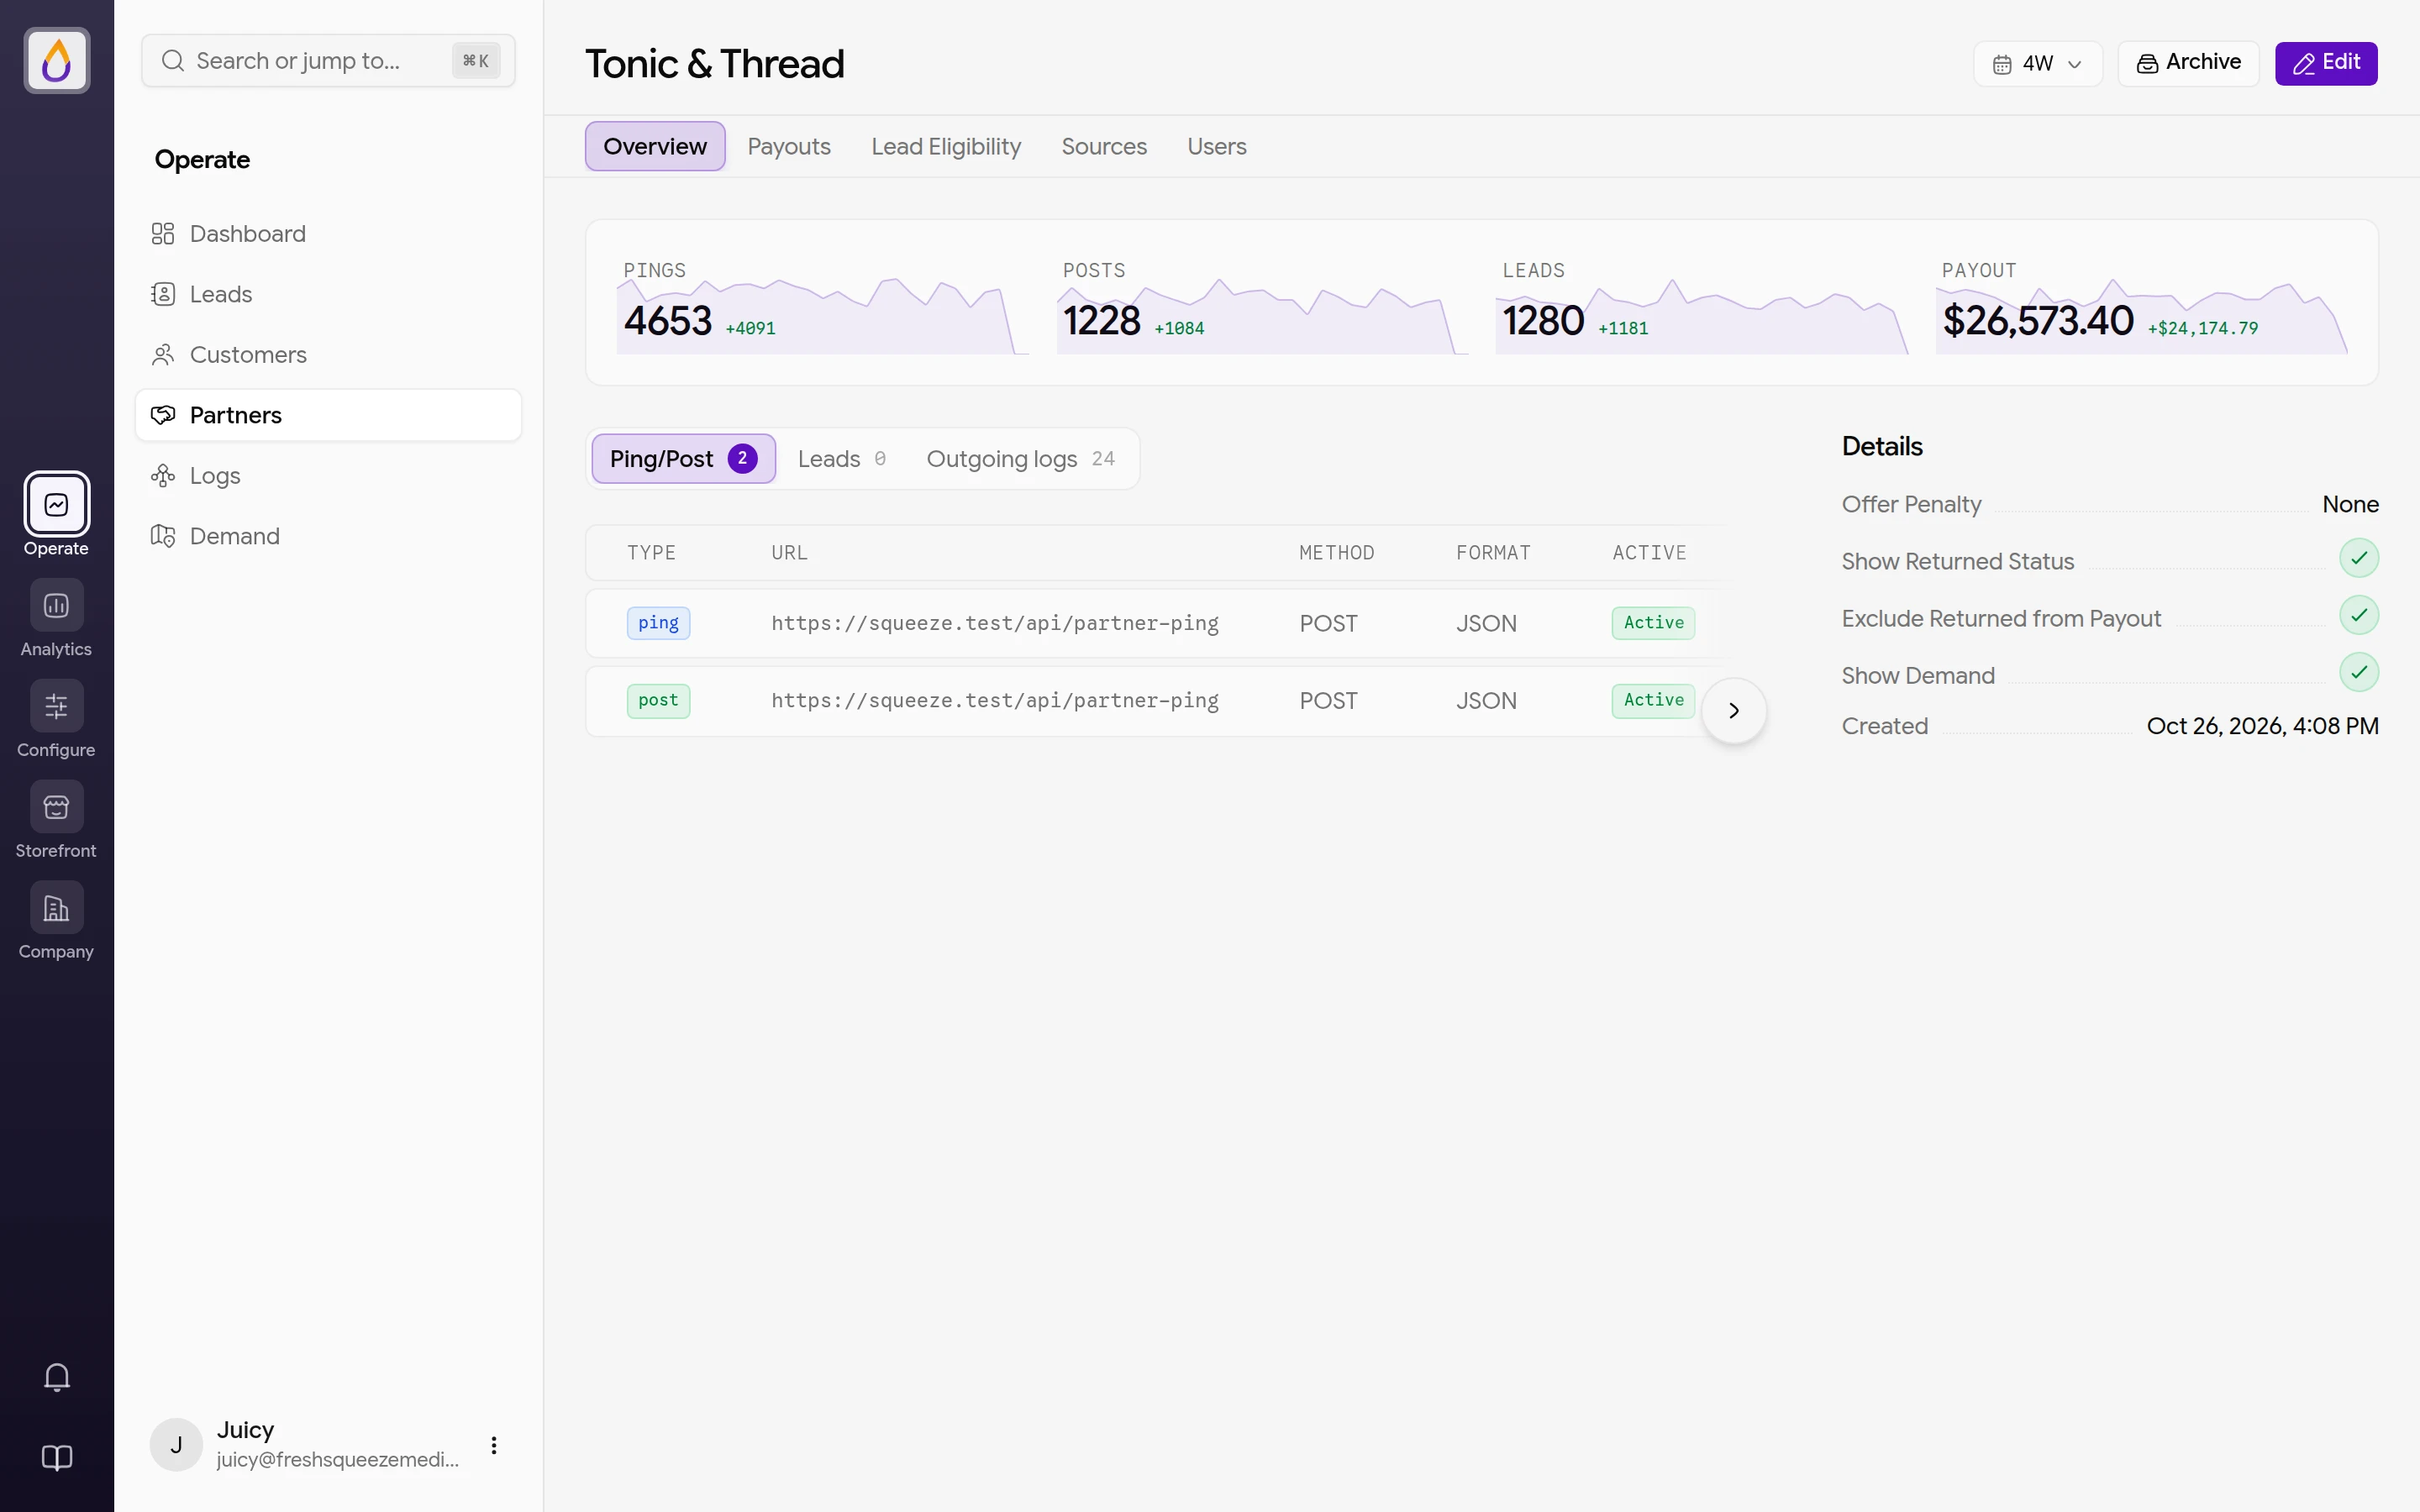 Search or jump to...
⌘K
Operate
Dashboard
Leads
Customers
Partners
Logs
Demand
Operate
Analytics
Configure
Storefront
Company
J
Juicy
juicy@freshsqueezemedi...
Tonic & Thread
4W
Archive
Edit
Overview
Payouts
Lead Eligibility
Sources
Users
PINGS
4653 +4091
POSTS
1228 +1084
LEADS
1280 +1181
PAYOUT
$26,573.40 +$24,174.79
Ping/Post 2
Leads 0
Outgoing logs 24
TYPE URL METHOD FORMAT ACTIVE
ping https://squeeze.test/api/partner-ping POST JSON Active
post https://squeeze.test/api/partner-ping POST JSON Active
Details
Offer Penalty None
Show Returned Status
Exclude Returned from Payout
Show Demand
Created Oct 26, 2026, 4:08 PM